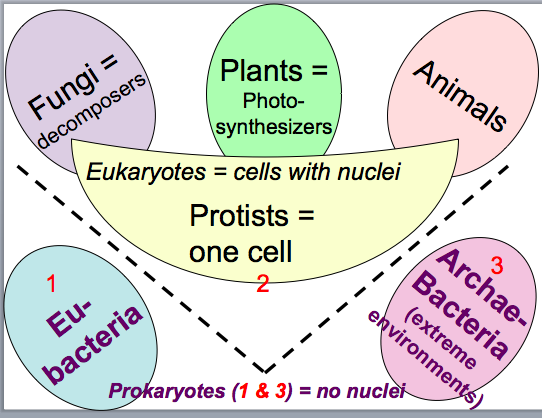 Fungi =
decomposers
Plants =
Photo-
synthesizers
Animals
Eukaryotes = cells with nuclei
Protists =
one cell
2
1
Eu-
bacteria
3
Archae-
Bacteria
(extreme
environments)
Prokaryotes (1 & 3) = no nuclei